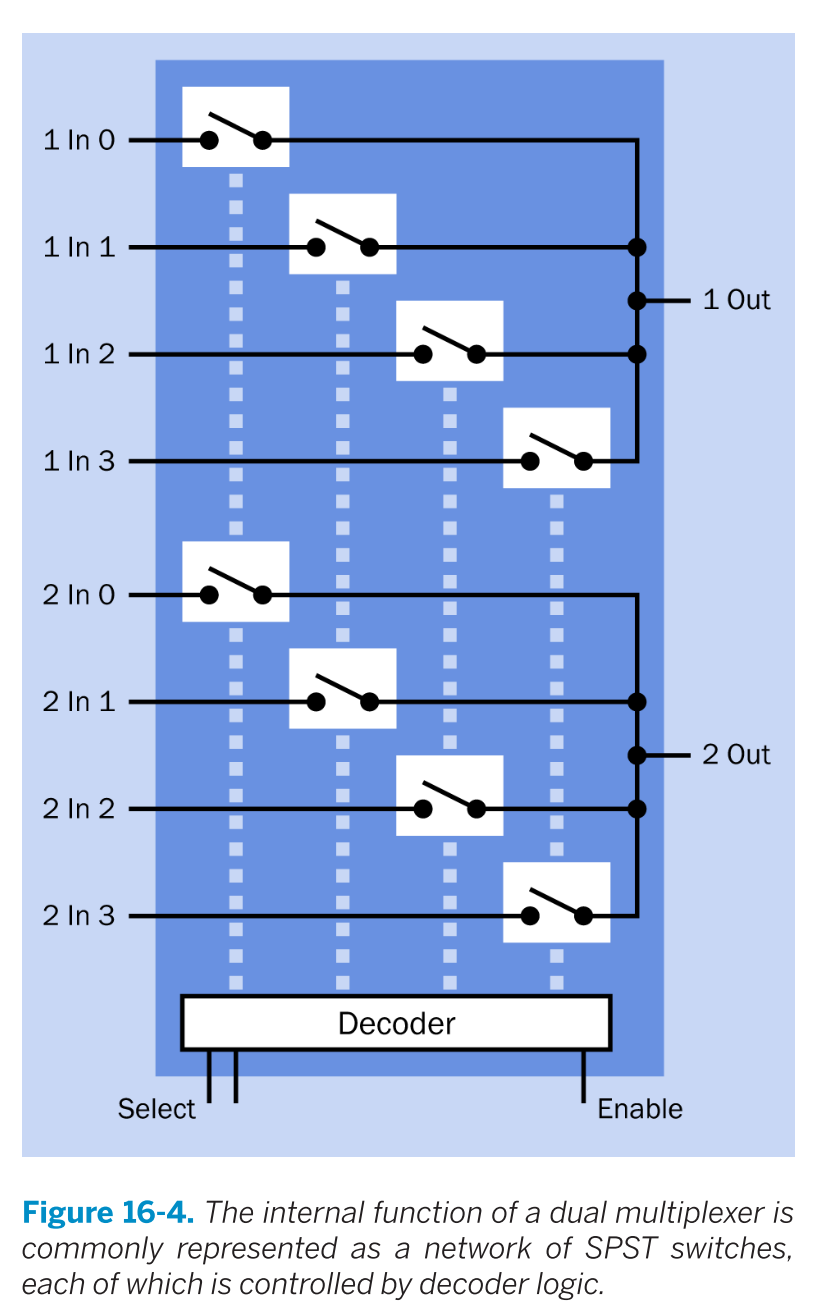 1 In 0
1 In 1
1 Out
1 In 2
1 In 3
2 In 0
2 In 1
2 Out
2 In 2
2 In 3
Decoder
Select
Enable
Figure 16-4. The internal function of a dual multiplexer is
commonly represented as a network of SPST switches,
each of which is controlled by decoder logic.